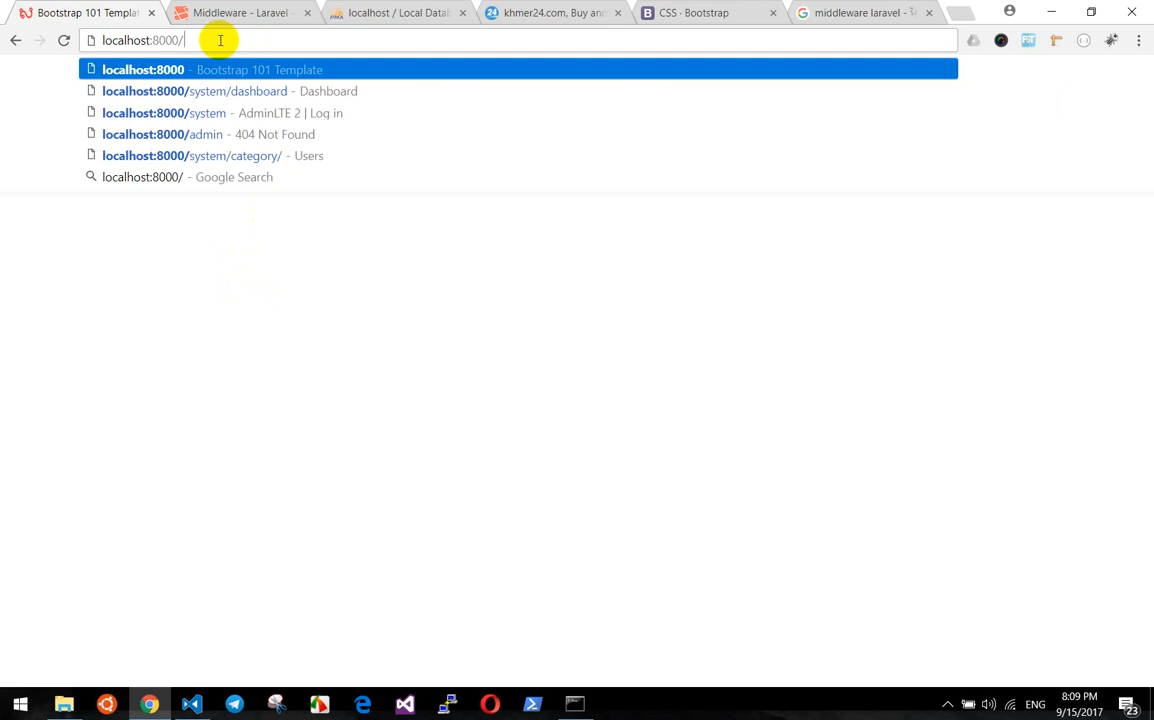 Bootstrap 101 Templat
Middleware - Laravel -
localhost / Local Datab
khmer24.com, Buy and
CSS · Bootstrap
middleware laravel -
localhost:8000/
localhost:8000 - Bootstrap 101 Template
localhost:8000/system/dashboard - Dashboard
localhost:8000/system - AdminLTE 2 | Log in
localhost:8000/admin - 404 Not Found
localhost:8000/system/category/ - Users
localhost:8000/ - Google Search
ENG
8:09 PM
9/15/2017
23